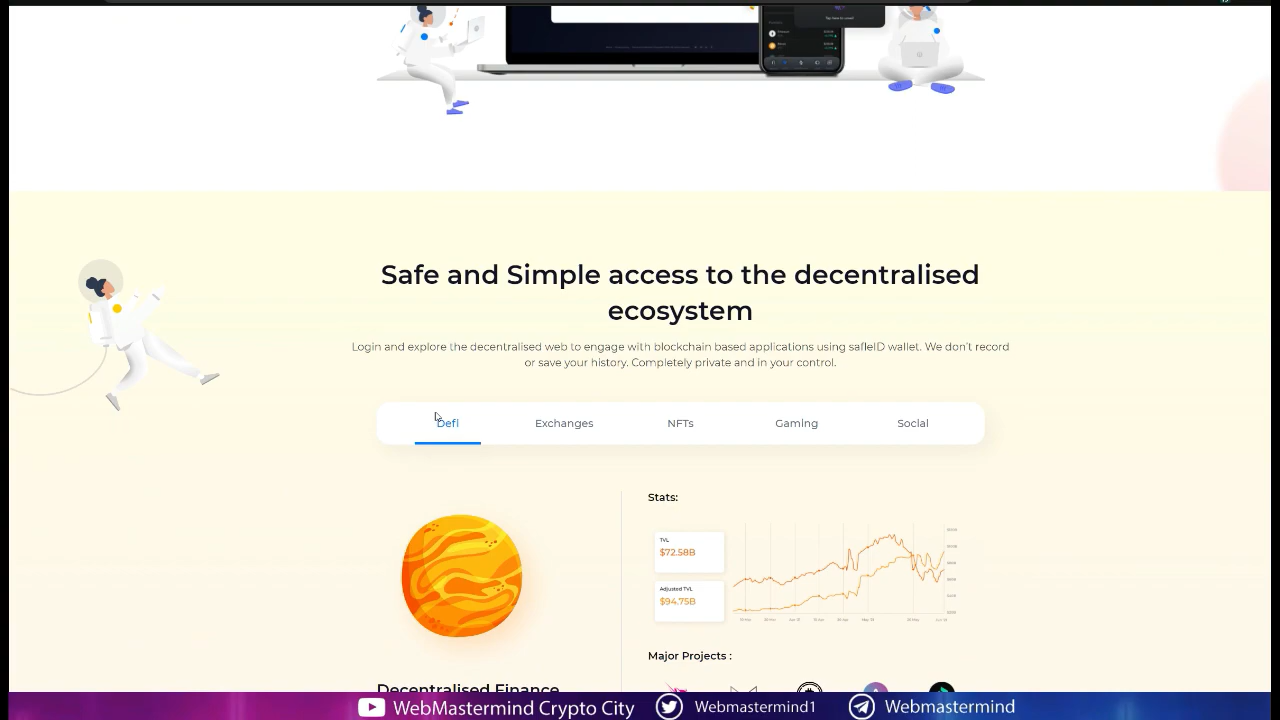 Safe and Simple access to the decentralised
ecosystem
Login and explore the decentralised web to engage with blockchain based applications using safleID wallet. We don't record
or save your history. Completely private and in your control.
Defi
Exchanges
NFTs
Gaming
Social
Stats:
TVL
$72.58B
Adjusted TVL
$94.75B
Major Projects :
Decentralised Finance
WebMastermind Crypto City
Webmastermind1
Webmastermind